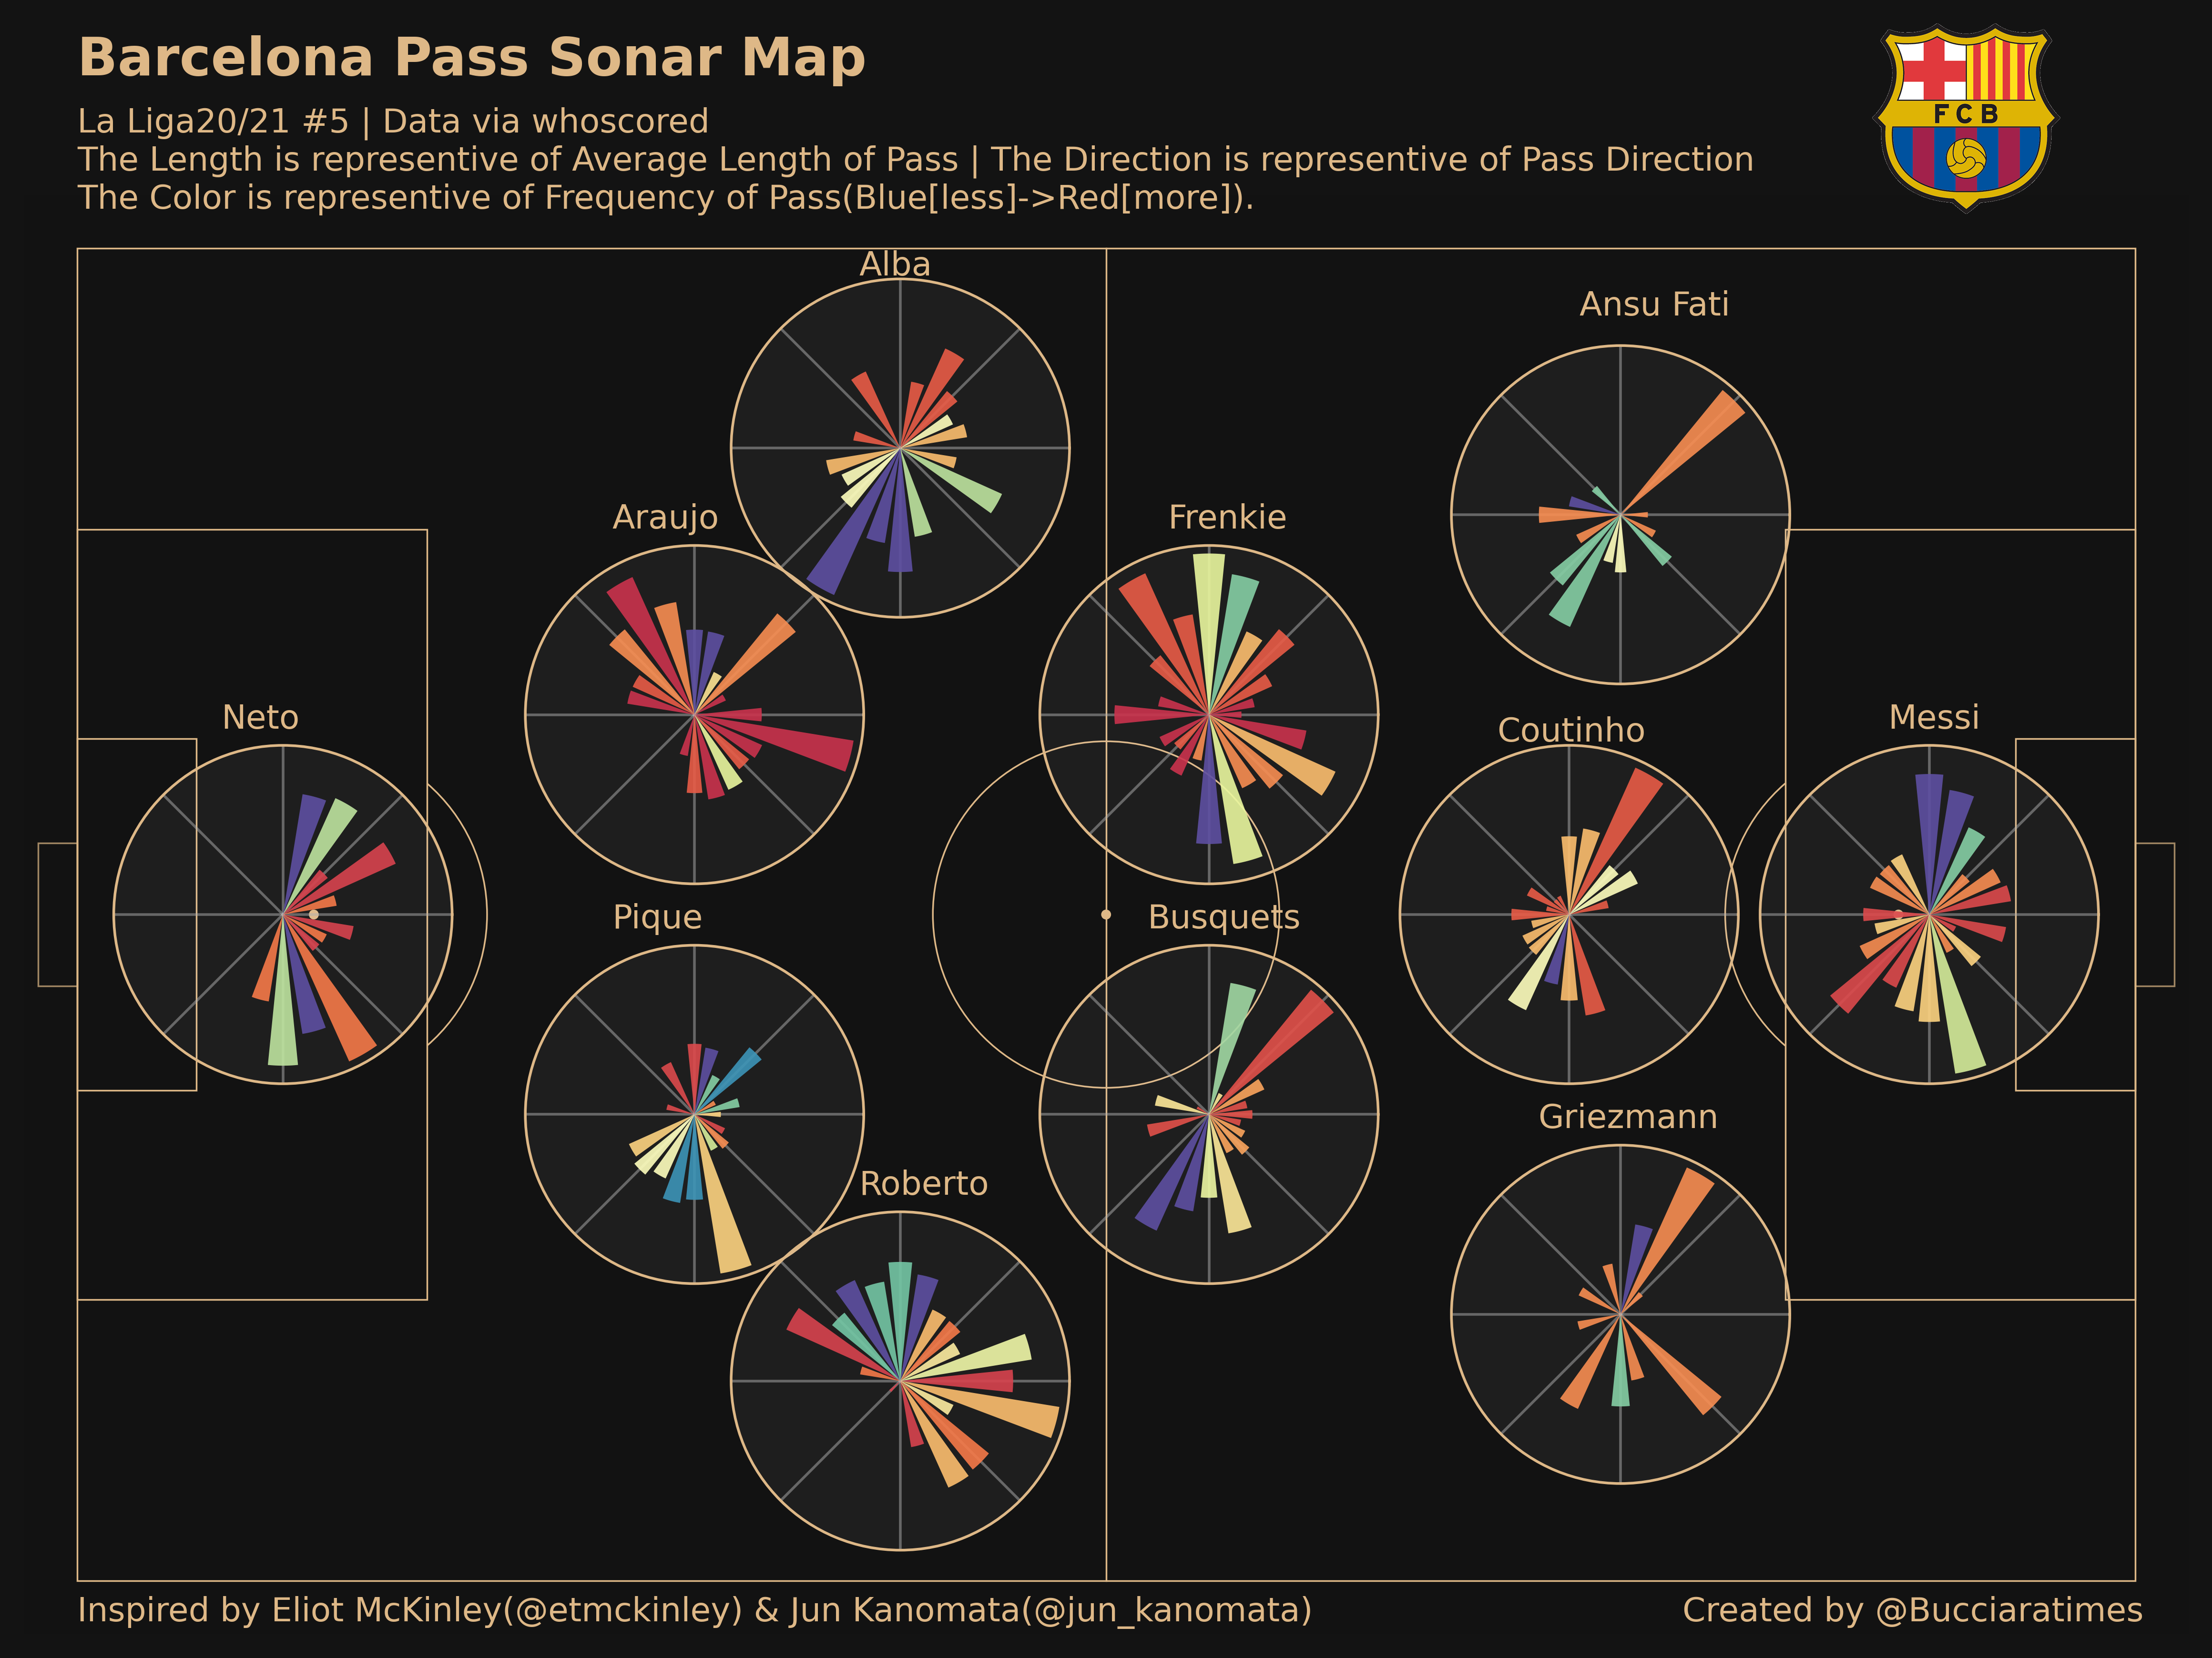 Barcelona Pass Sonar Map
La Liga20/21 #5 | Data via whoscored
The Length is representive of Average Length of Pass | The Direction is representive of Pass Direction
The Color is representive of Frequency of Pass(Blue[less]->Red[more]).
FCB
Alba
Ansu Fati
Araujo
Frenkie
Neto
Coutinho
Messi
Pique
Busquets
Griezmann
Roberto
Inspired by Eliot McKinley(@etmckinley) & Jun Kanomata(@jun_kanomata)
Created by @Bucciaratimes